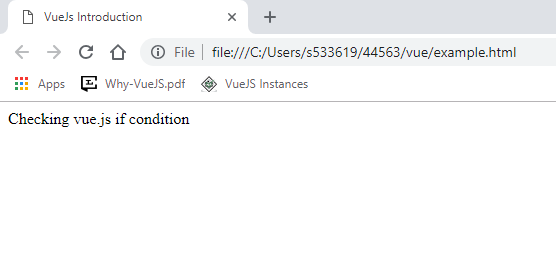 VueJs Introduction
File | file:///C:/Users/s533619/44563/vue/example.html
Apps Why-VueJS.pdf VueJS Instances
Checking vue.js if condition